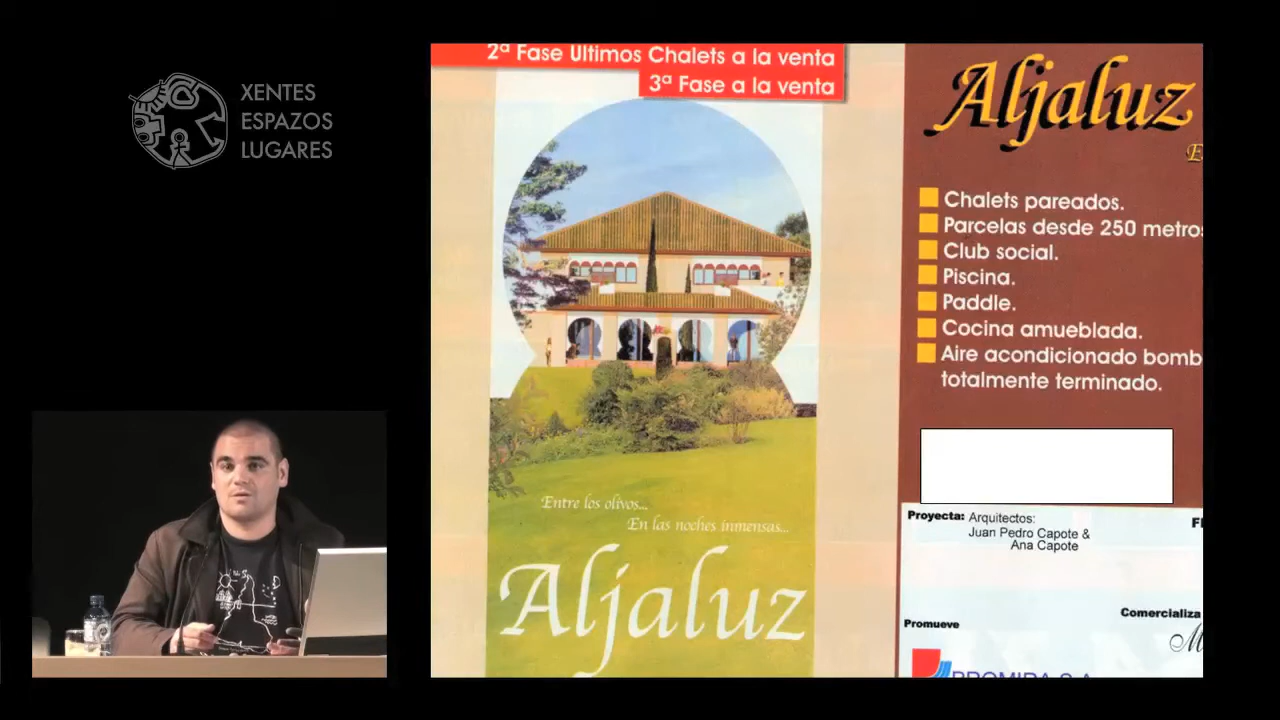 XENTES
ESPAZOS
LUGARES
2ª Fase Ultimos Chalets a la venta
3ª Fase a la venta
Entre los olivos...
En las noches inmensas...
Aljaluz
Aljaluz
E
Chalets pareados.
Parcelas desde 250 metros
Club social.
Piscina.
Paddle.
Cocina amueblada.
Aire acondicionado bomb
totalmente terminado.
Proyecta: Arquitectos:
Juan Pedro Capote &
Ana Capote
Comercializa
Promueve
PROMIPA S.A.